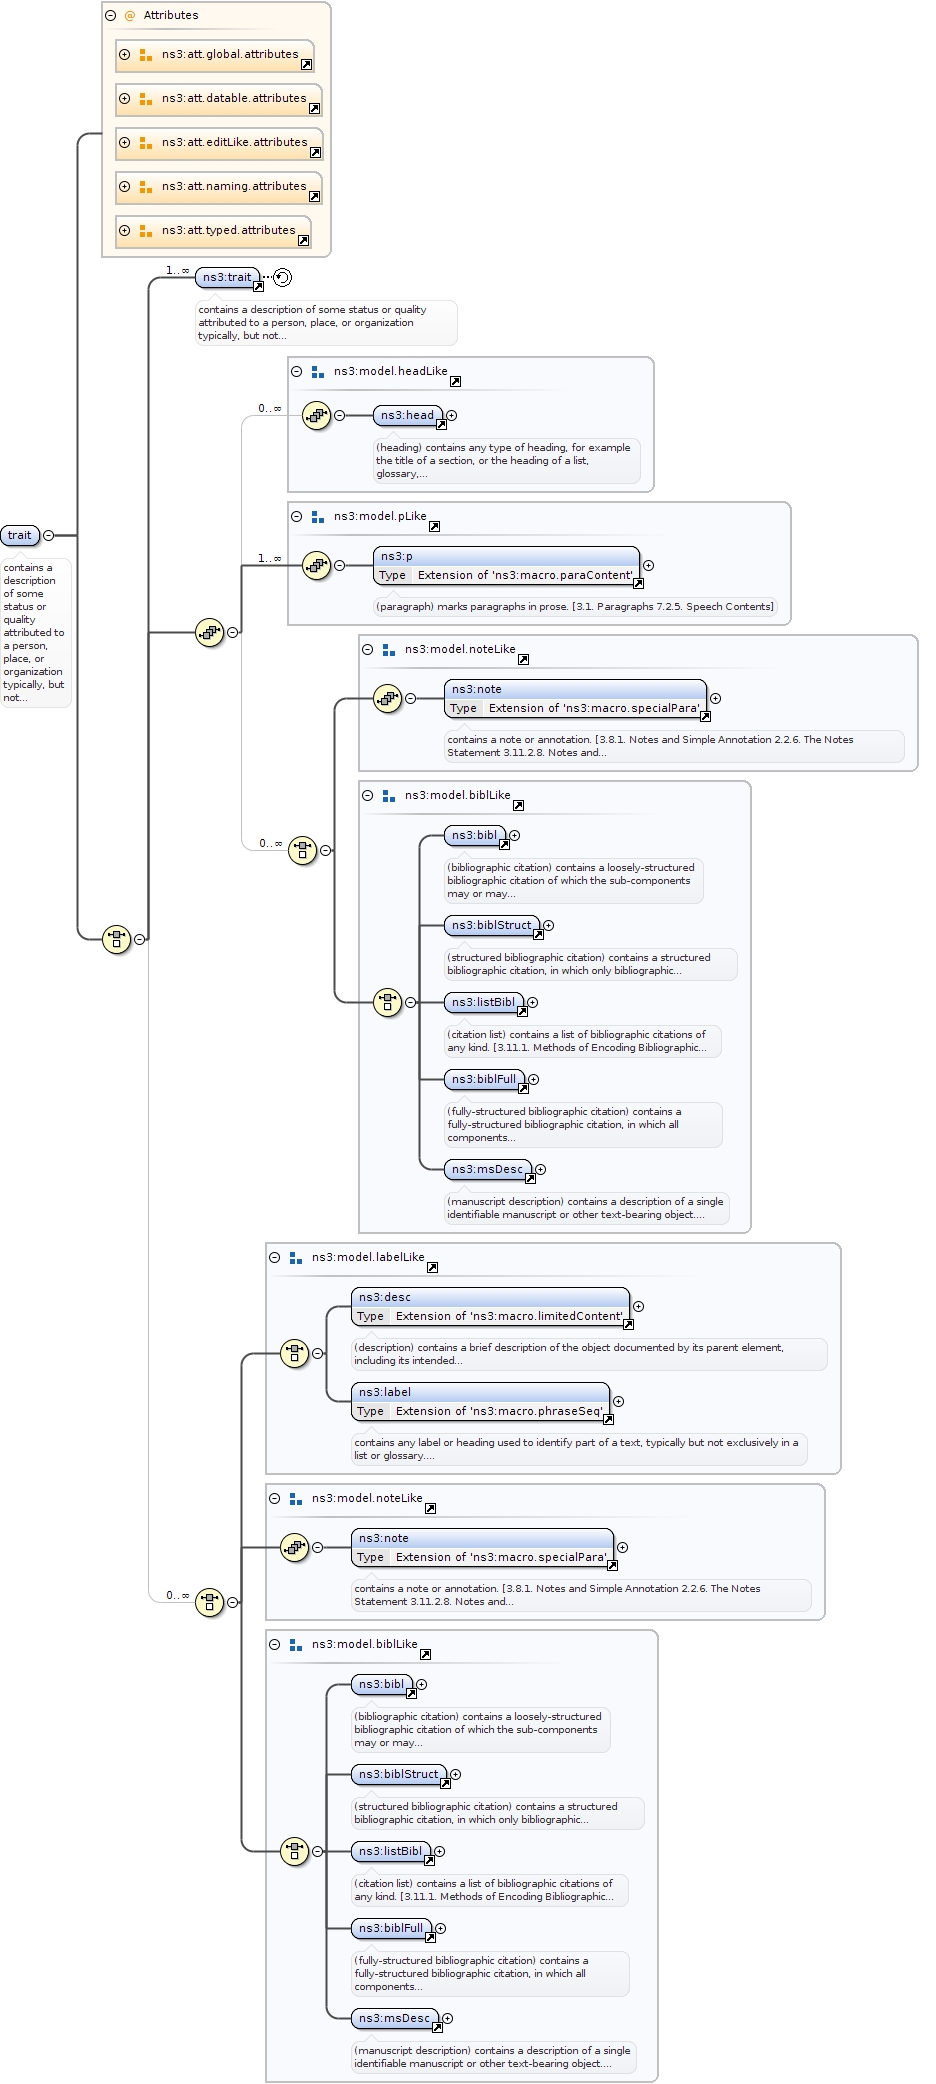 @ Attributes
ns3:att.global.attributes
ns3:att.datable.attributes
ns3:att.editLike.attributes
ns3:att.naming.attributes
ns3:att.typed.attributes
1..∞
ns3:trait
contains a description of some status or quality
attributed to a person, place, or organization
typically, but not...
ns3:model.headLike
0..∞
ns3:head
(heading) contains any type of heading, for example
the title of a section, or the heading of a list,
glossary,...
ns3:model.pLike
1..∞
ns3:p
Type Extension of 'ns3:macro.paraContent'
(paragraph) marks paragraphs in prose. [3.1. Paragraphs 7.2.5. Speech Contents]
trait
contains a
description
of some
status or
quality
attributed to
a person,
place, or
organization
typically, but
not...
ns3:model.noteLike
ns3:note
Type Extension of 'ns3:macro.specialPara'
contains a note or annotation. [3.8.1. Notes and Simple Annotation 2.2.6. The Notes
Statement 3.11.2.8. Notes and...
ns3:model.biblLike
0..∞
ns3:bibl
(bibliographic citation) contains a loosely-structured
bibliographic citation of which the sub-components
may or may...
ns3:biblStruct
(structured bibliographic citation) contains a structured
bibliographic citation, in which only bibliographic...
ns3:listBibl
(citation list) contains a list of bibliographic citations of
any kind. [3.11.1. Methods of Encoding Bibliographic...
ns3:biblFull
(fully-structured bibliographic citation) contains a
fully-structured bibliographic citation, in which all
components...
ns3:msDesc
(manuscript description) contains a description of a single
identifiable manuscript or other text-bearing object....
ns3:model.labelLike
ns3:desc
Type Extension of 'ns3:macro.limitedContent'
(description) contains a brief description of the object documented by its parent element,
including its intended...
ns3:label
Type Extension of 'ns3:macro.phraseSeq'
contains any label or heading used to identify part of a text, typically but not exclusively in a
list or glossary....
ns3:model.noteLike
ns3:note
Type Extension of 'ns3:macro.specialPara'
contains a note or annotation. [3.8.1. Notes and Simple Annotation 2.2.6. The Notes
Statement 3.11.2.8. Notes and...
0..∞
ns3:model.biblLike
ns3:bibl
(bibliographic citation) contains a loosely-structured
bibliographic citation of which the sub-components
may or may...
ns3:biblStruct
(structured bibliographic citation) contains a structured
bibliographic citation, in which only bibliographic...
ns3:listBibl
(citation list) contains a list of bibliographic citations of
any kind. [3.11.1. Methods of Encoding Bibliographic...
ns3:biblFull
(fully-structured bibliographic citation) contains a
fully-structured bibliographic citation, in which all
components...
ns3:msDesc
(manuscript description) contains a description of a single
identifiable manuscript or other text-bearing object....